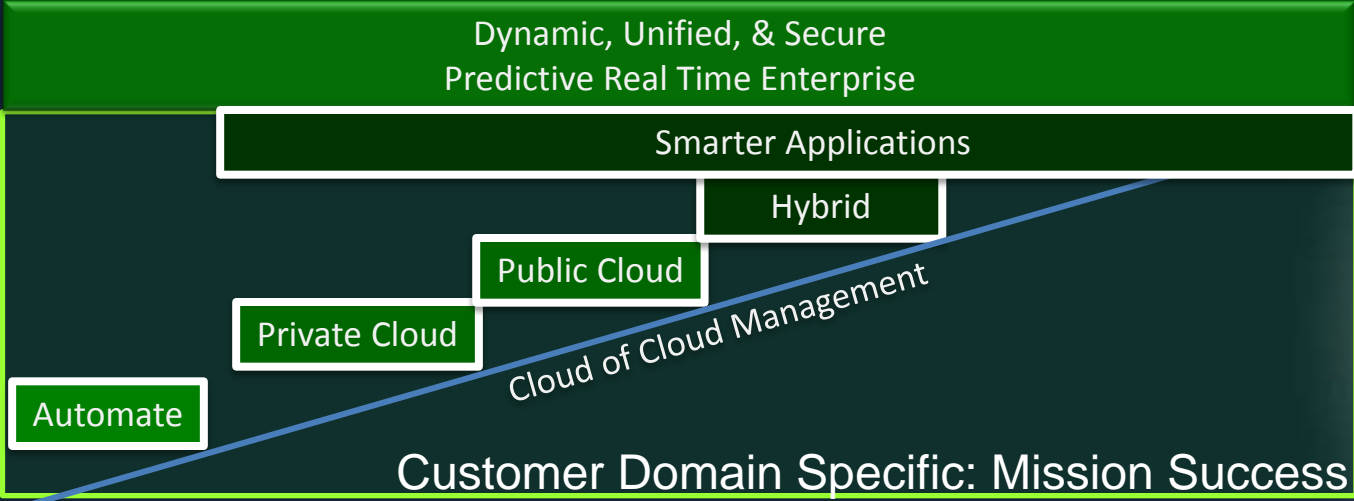 Dynamic, Unified, & Secure
Predictive Real Time Enterprise
Smarter Applications
Hybrid
Public Cloud
Private Cloud
Cloud of Cloud Management
Automate
Customer Domain Specific: Mission Success